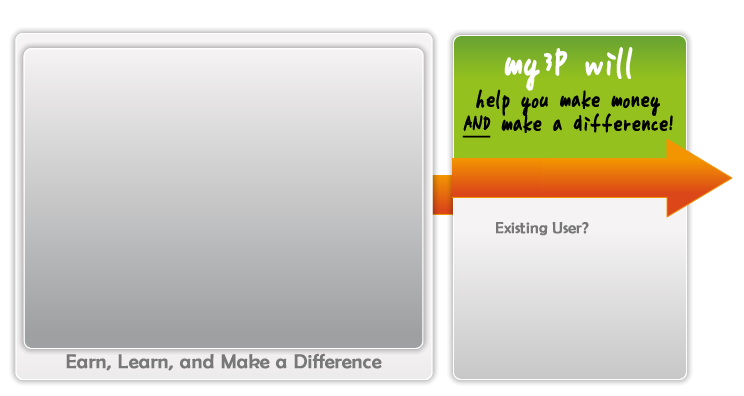 my3P will
help you make money
AND make a difference!
Existing User?
Earn, Learn, and Make a Difference